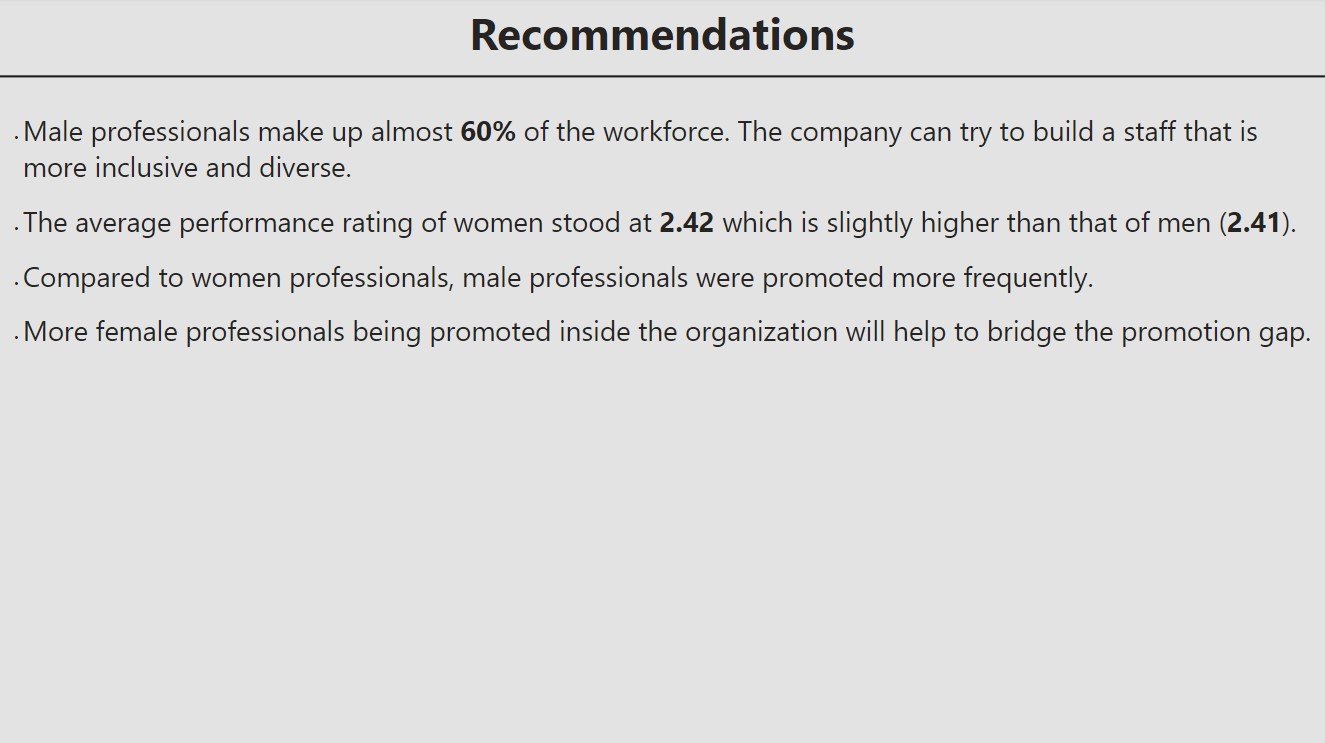 Recommendations
. Male professionals make up almost 60% of the workforce. The company can try to build a staff that is
more inclusive and diverse.
. The average performance rating of women stood at 2.42 which is slightly higher than that of men (2.41).
. Compared to women professionals, male professionals were promoted more frequently.
. More female professionals being promoted inside the organization will help to bridge the promotion gap.